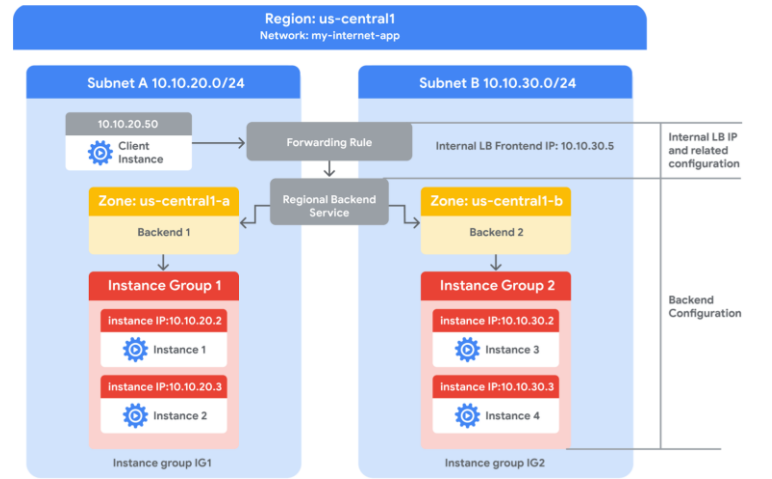 Region: us-central1
Network: my-internet-app
Subnet A 10.10.20.0/24
Subnet B 10.10.30.0/24
10.10.20.50
Client
Instance
Forwarding Rule
Internal LB Frontend IP: 10.10.30.5
Internal LB IP
and related
configuration
Regional Backend
Service
Zone: us-central1-a
Backend 1
Zone: us-central1-b
Backend 2
Instance Group 1
instance IP:10.10.20.2
Instance 1
instance IP:10.10.20.3
Instance 2
Instance group IG1
Instance Group 2
instance IP:10.10.30.2
Instance 3
instance IP:10.10.30.3
Instance 4
Instance group IG2
Backend
Configuration